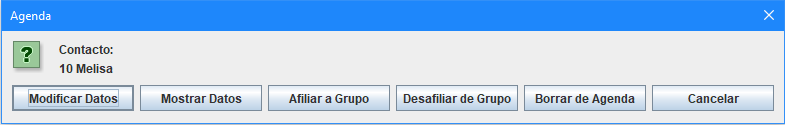 Agenda
Contacto:
10 Melisa
Modificar Datos Mostrar Datos Afiliar a Grupo Desafiliar de Grupo Borrar de Agenda Cancelar